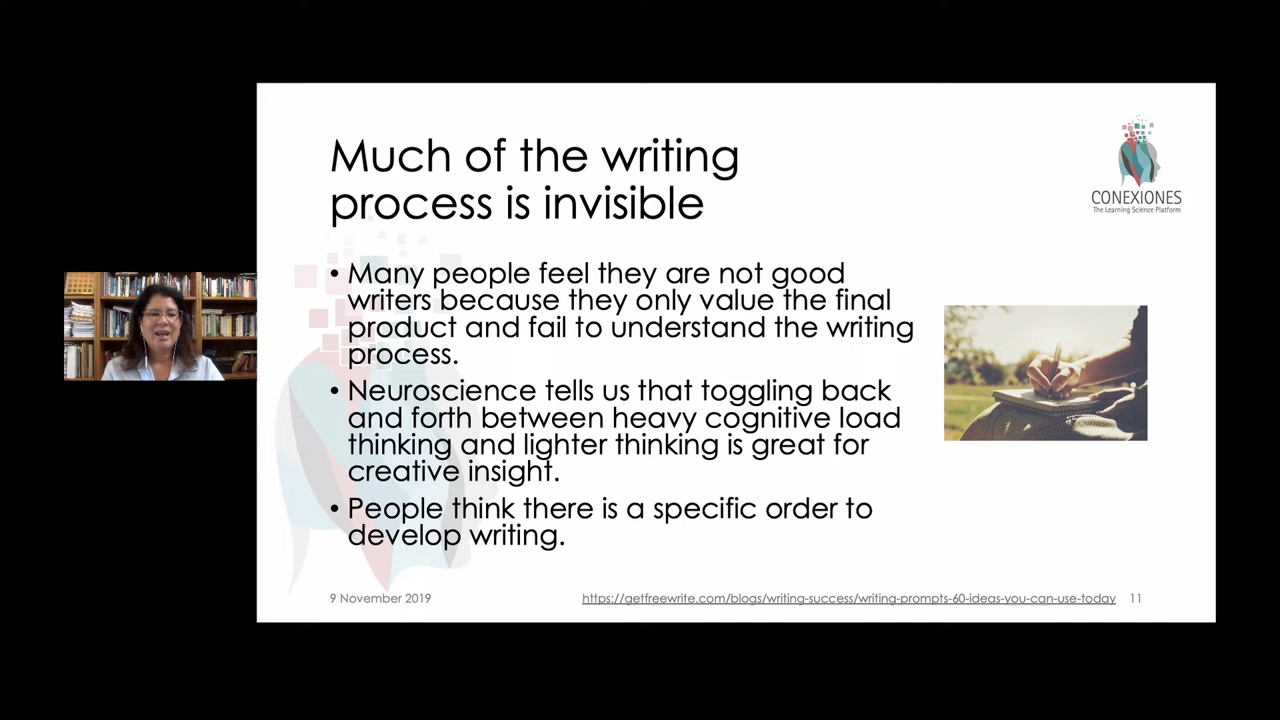 Much of the writing
process is invisible
CONEXIONES
The Learning Science Platform
• Many people feel they are not good
writers because they only value the final
product and fail to understand the writing
process.
• Neuroscience tells us that toggling back
and forth between heavy cognitive load
thinking and lighter thinking is great for
creative insight.
• People think there is a specific order to
develop writing.
9 November 2019
https://getfreewrite.com/blogs/writing-success/writing-prompts-60-ideas-you-can-use-today
11